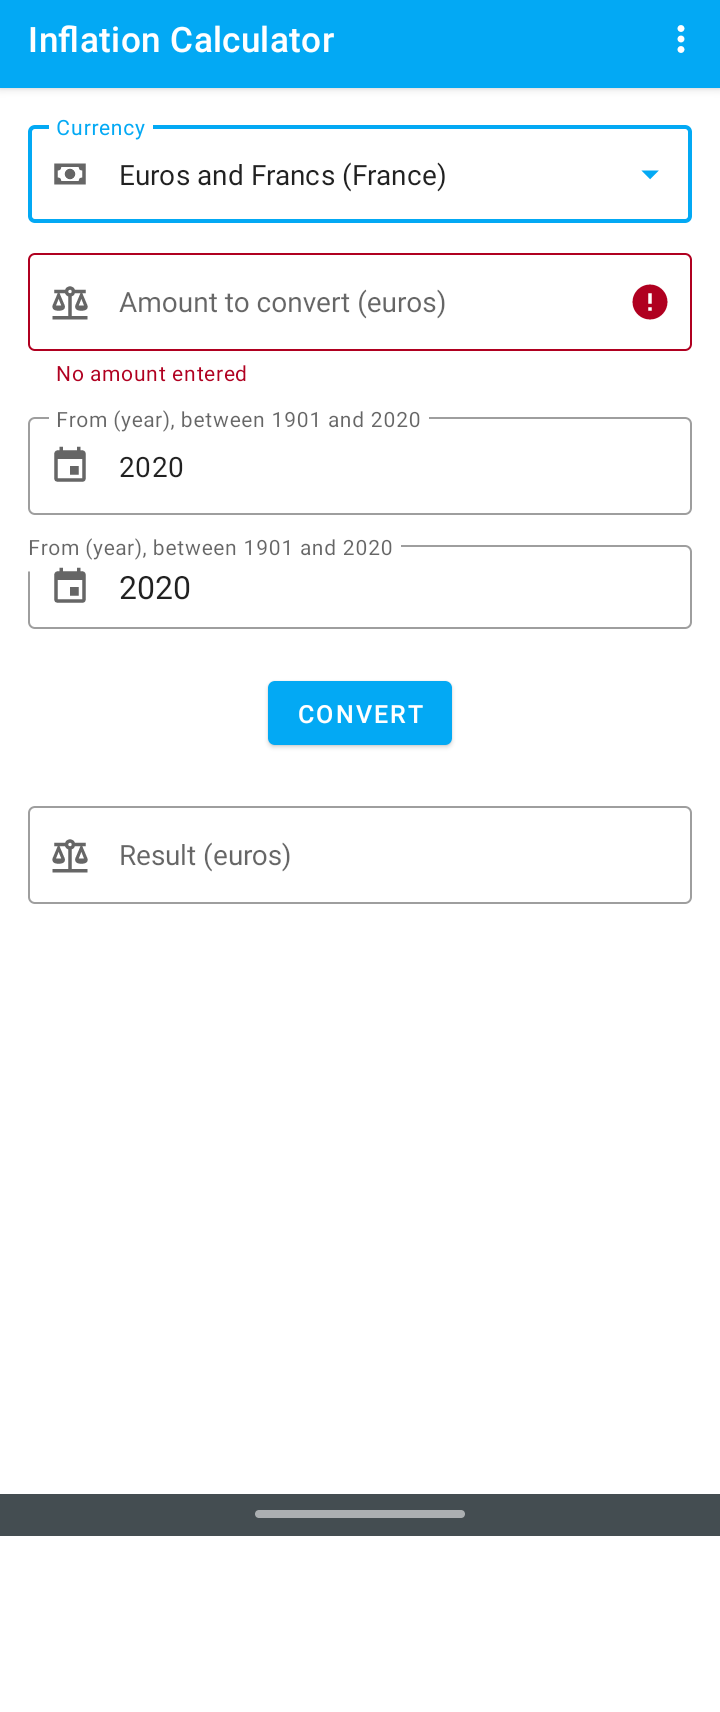 Inflation Calculator
Currency
Euros and Francs (France)
Amount to convert (euros)
No amount entered
From (year), between 1901 and 2020
2020
From (year), between 1901 and 2020
2020
CONVERT
Result (euros)